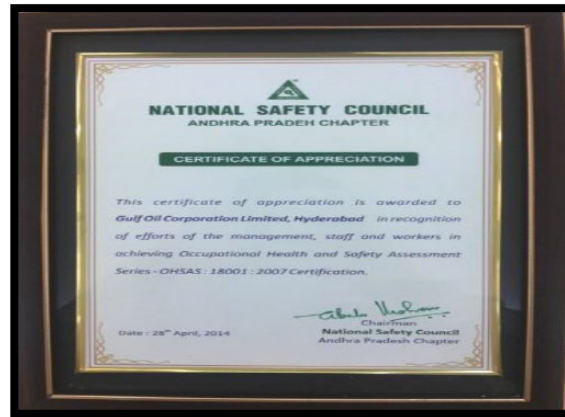 NATIONAL SAFETY COUNCIL
ANDHRA PRADEH CHAPTER
CERTIFICATE OF APPRECIATION
This certificate of appreciation is awarded to
Gulf Oil Corporation Limited, Hyderabad in recognition
of efforts of the management, staff and workers in
achieving Occupational Health and Safety Assessment
Series - OHSAS : 18001 : 2007 Certification.
Chairman
Date : 28th April, 2014
National Safety Council
Andhra Pradesh Chapter